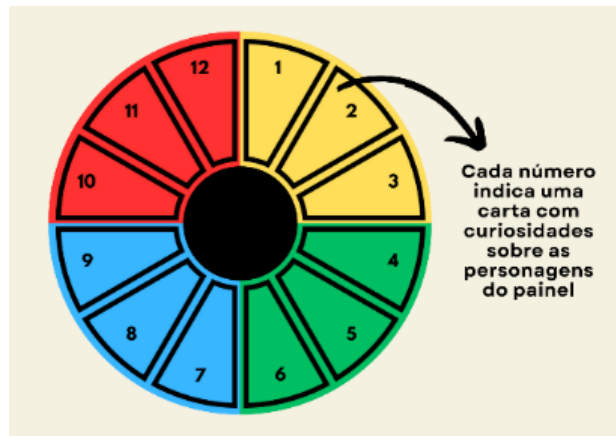 1
2
3
4
5
6
7
8
9
10
11
12
Cada número
indica uma
carta com
curiosidades
sobre as
personagens
do painel